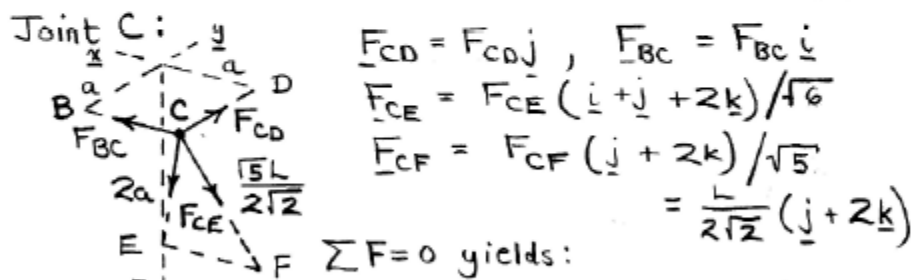 Joint C:
x y
a a
B C D
F_BC F_CD
2a F_CE √5L/2√2
E F
F_CD = F_CD j , F_BC = F_BC i
F_CE = F_CE (i + j + 2k)/√6
F_CF = F_CF (j + 2k)/√5
= L/2√2 (j + 2k)
ΣF=0 yields: